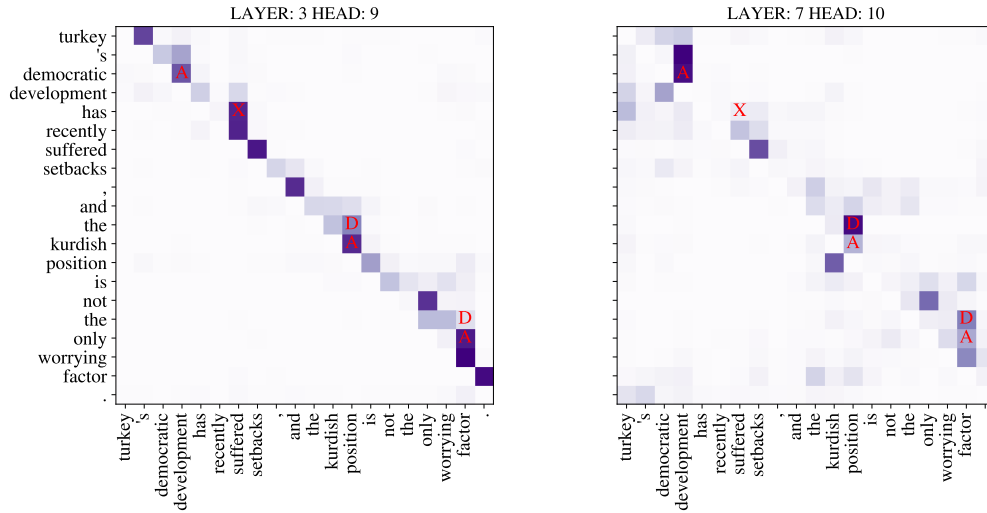 LAYER: 3 HEAD: 9
turkey
's
democratic
development
has
recently
suffered
setbacks
,
and
the
kurdish
position
is
not
the
only
worrying
factor
.
A
X
D
A
D
A
turkey
's
democratic
development
has
recently
suffered
setbacks
,
and
the
kurdish
position
is
not
the
only
worrying
factor
.
LAYER: 7 HEAD: 10
A
X
D
A
D
A
turkey
's
democratic
development
has
recently
suffered
setbacks
,
and
the
kurdish
position
is
not
the
only
worrying
factor